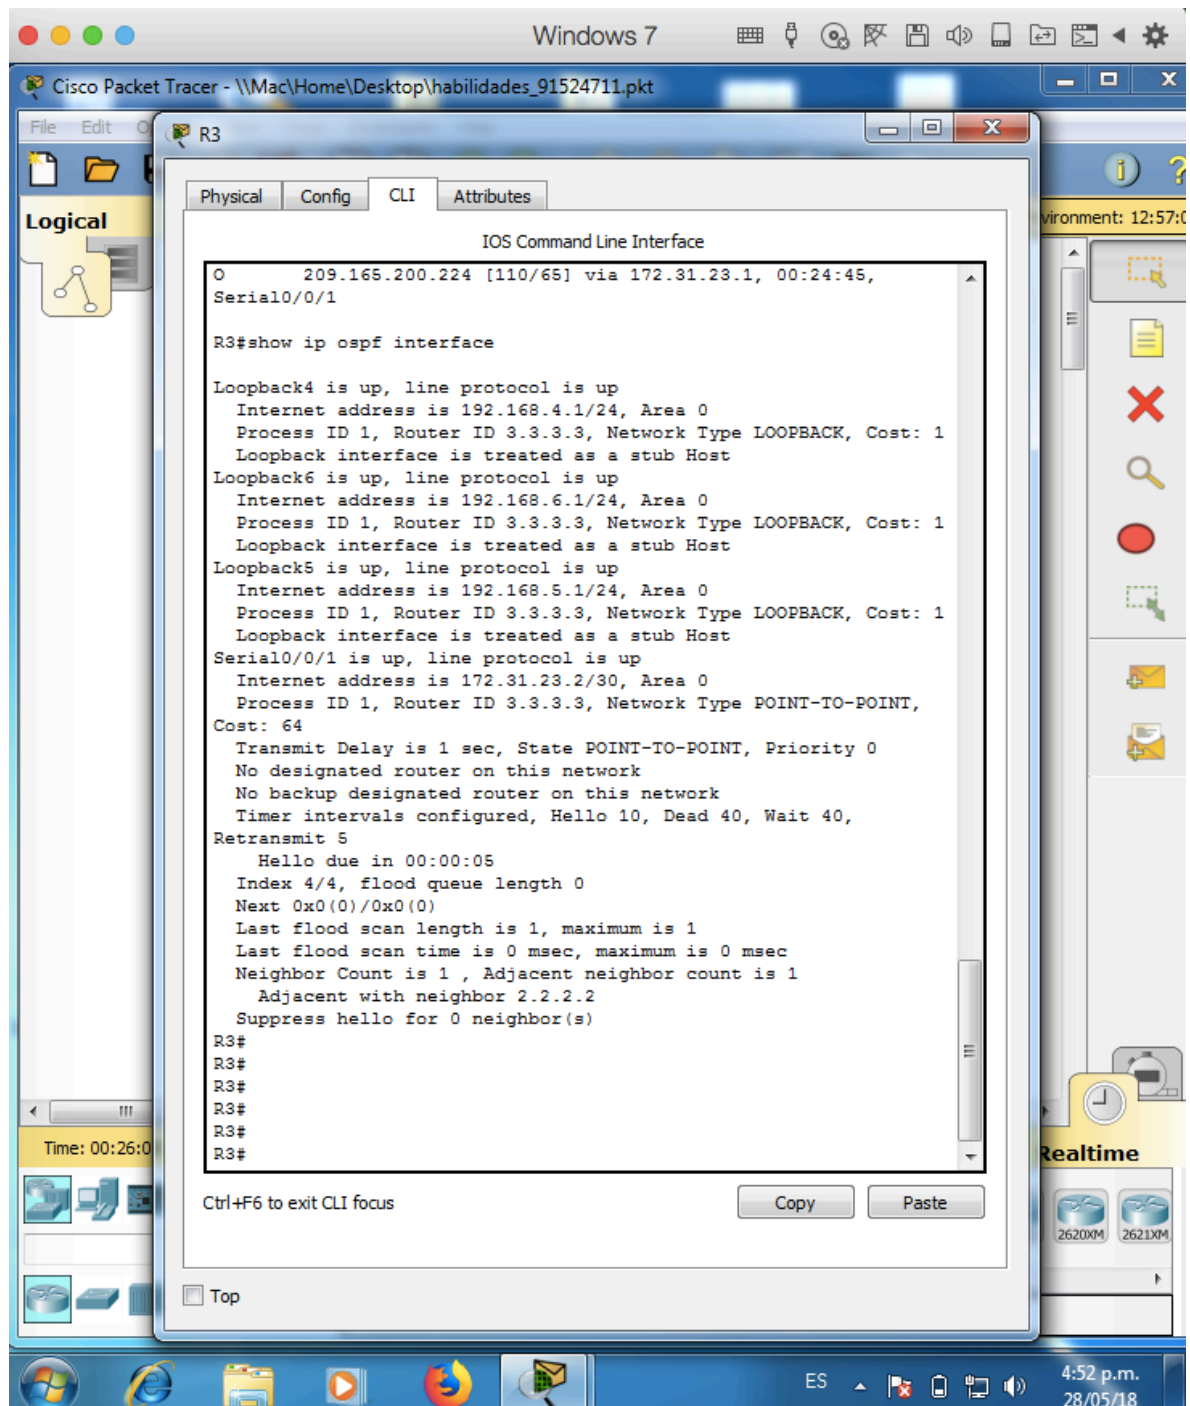 Windows 7
Cisco Packet Tracer - \\Mac\Home\Desktop\habilidades_91524711.pkt
File Edit
R3
Physical Config CLI Attributes
Logical
IOS Command Line Interface
O 209.165.200.224 [110/65] via 172.31.23.1, 00:24:45,
Serial0/0/1
R3#show ip ospf interface
Loopback4 is up, line protocol is up
Internet address is 192.168.4.1/24, Area 0
Process ID 1, Router ID 3.3.3.3, Network Type LOOPBACK, Cost: 1
Loopback interface is treated as a stub Host
Loopback6 is up, line protocol is up
Internet address is 192.168.6.1/24, Area 0
Process ID 1, Router ID 3.3.3.3, Network Type LOOPBACK, Cost: 1
Loopback interface is treated as a stub Host
Loopback5 is up, line protocol is up
Internet address is 192.168.5.1/24, Area 0
Process ID 1, Router ID 3.3.3.3, Network Type LOOPBACK, Cost: 1
Loopback interface is treated as a stub Host
Serial0/0/1 is up, line protocol is up
Internet address is 172.31.23.2/30, Area 0
Process ID 1, Router ID 3.3.3.3, Network Type POINT-TO-POINT,
Cost: 64
Transmit Delay is 1 sec, State POINT-TO-POINT, Priority 0
No designated router on this network
No backup designated router on this network
Timer intervals configured, Hello 10, Dead 40, Wait 40,
Retransmit 5
Hello due in 00:00:05
Index 4/4, flood queue length 0
Next 0x0(0)/0x0(0)
Last flood scan length is 1, maximum is 1
Last flood scan time is 0 msec, maximum is 0 msec
Neighbor Count is 1 , Adjacent neighbor count is 1
Adjacent with neighbor 2.2.2.2
Suppress hello for 0 neighbor(s)
R3#
R3#
R3#
R3#
R3#
R3#
Time: 00:26:0
Realtime
Ctrl+F6 to exit CLI focus
Copy Paste
2620XM 2621XM
Top
ES
4:52 p.m.
28/05/18